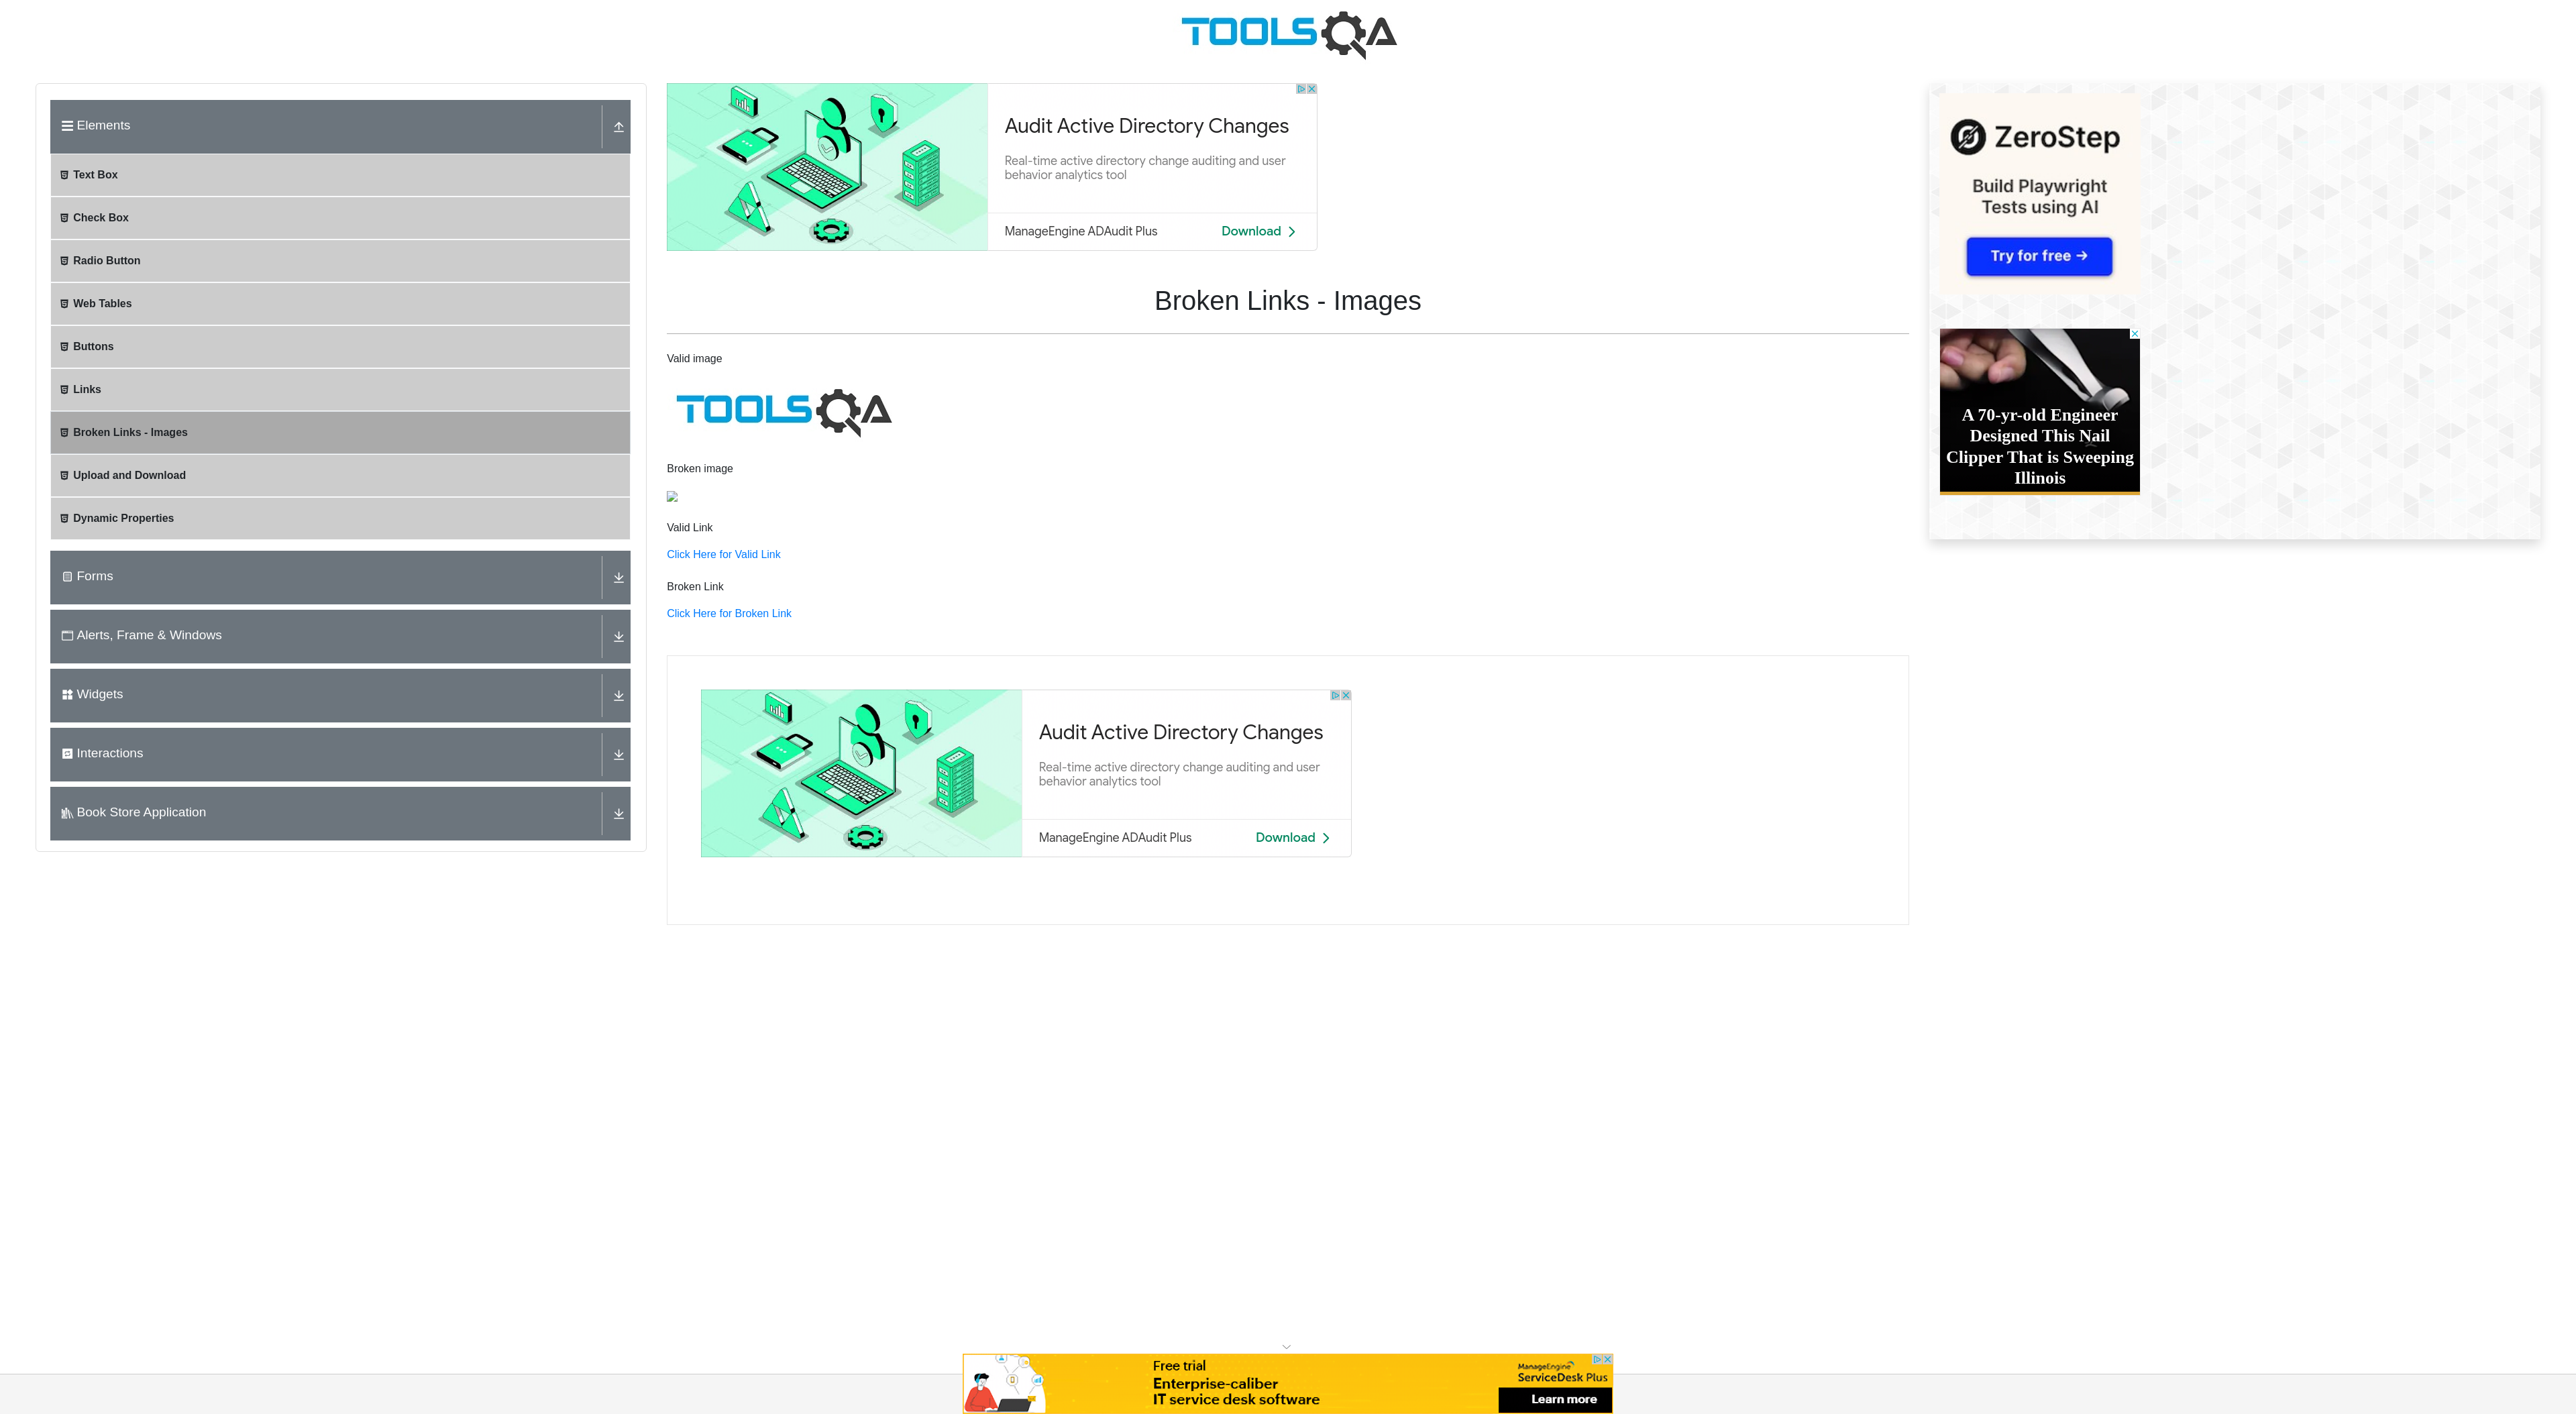 TOOLSQA
Elements
Text Box
Check Box
Radio Button
Web Tables
Buttons
Links
Broken Links - Images
Upload and Download
Dynamic Properties
Forms
Alerts, Frame & Windows
Widgets
Interactions
Book Store Application
Audit Active Directory Changes
Real-time active directory change auditing and user
behavior analytics tool
ManageEngine ADAudit Plus
Download
Broken Links - Images
Valid image
TOOLSQA
Broken image
Valid Link
Click Here for Valid Link
Broken Link
Click Here for Broken Link
Audit Active Directory Changes
Real-time active directory change auditing and user
behavior analytics tool
ManageEngine ADAudit Plus
Download
ZeroStep
Build Playwright
Tests using AI
Try for free →
A 70-yr-old Engineer
Designed This Nail
Clipper That is Sweeping
Illinois
Free trial
Enterprise-caliber
IT service desk software
ManageEngine
ServiceDesk Plus
Learn more